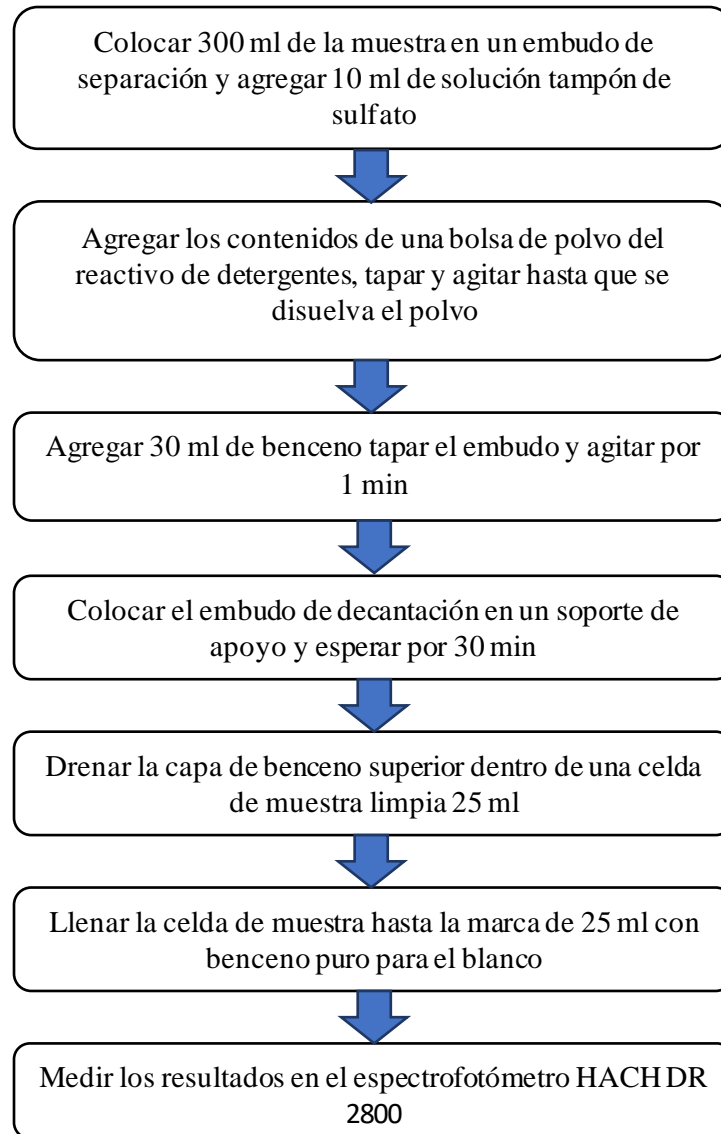 Colocar 300 ml de la muestra en un embudo de
separación y agregar 10 ml de solución tampón de
sulfato
Agregar los contenidos de una bolsa de polvo del
reactivo de detergentes, tapar y agitar hasta que se
disuelva el polvo
Agregar 30 ml de benceno tapar el embudo y agitar por
1 min
Colocar el embudo de decantación en un soporte de
apoyo y esperar por 30 min
Drenar la capa de benceno superior dentro de una celda
de muestra limpia 25 ml
Llenar la celda de muestra hasta la marca de 25 ml con
benceno puro para el blanco
Medir los resultados en el espectrofotómetro HACH DR
2800